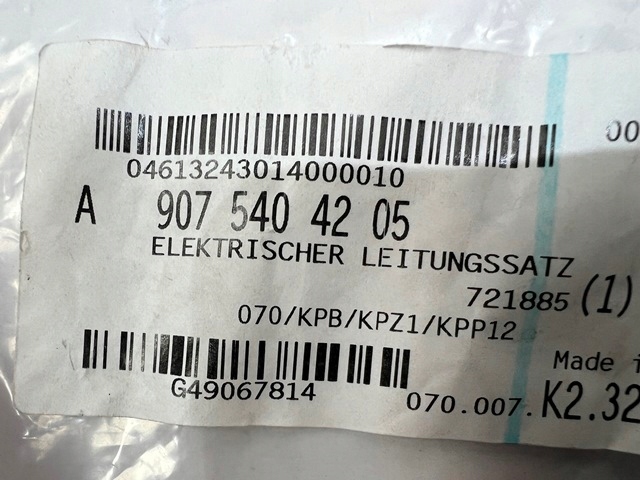 00
04613243014000010
A 907 540 42 05
ELEKTRISCHER LEITUNGSSATZ
721885 (1)
070/KPB/KPZ1/KPP12
Made i
G49067814
070.007. K2.32